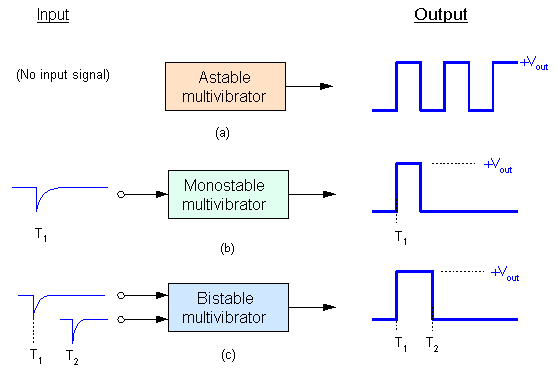 Input
Output
(No input signal)
Astable
multivibrator
+Vout
(a)
Monostable
multivibrator
+Vout
T1
T1
(b)
Bistable
multivibrator
+Vout
T1
T2
T1
T2
(c)